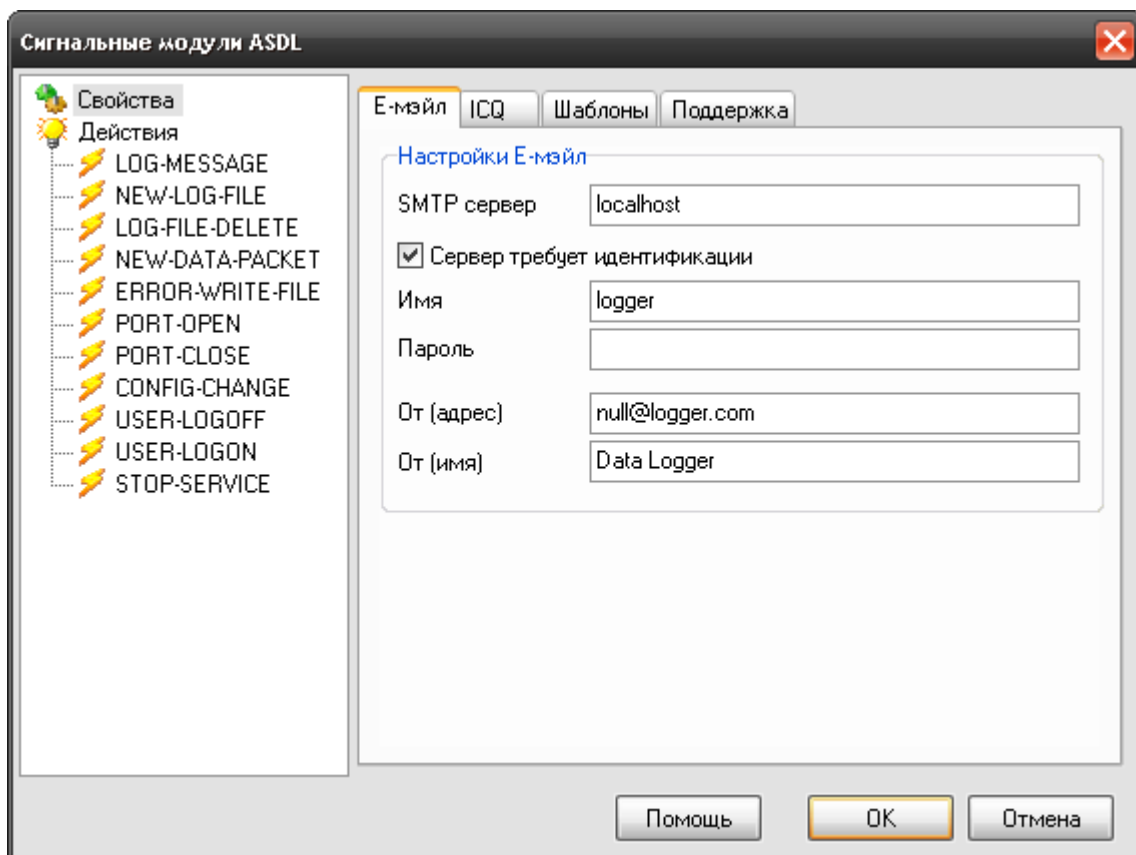 Сигнальные модули ASDL
Свойства
Действия
LOG-MESSAGE
NEW-LOG-FILE
LOG-FILE-DELETE
NEW-DATA-PACKET
ERROR-WRITE-FILE
PORT-OPEN
PORT-CLOSE
CONFIG-CHANGE
USER-LOGOFF
USER-LOGON
STOP-SERVICE
Е-мэйл ICQ Шаблоны Поддержка
Настройки Е-мэйл
SMTP сервер localhost
Сервер требует идентификации
Имя logger
Пароль
От (адрес) null@logger.com
От (имя) Data Logger
Помощь OK Отмена